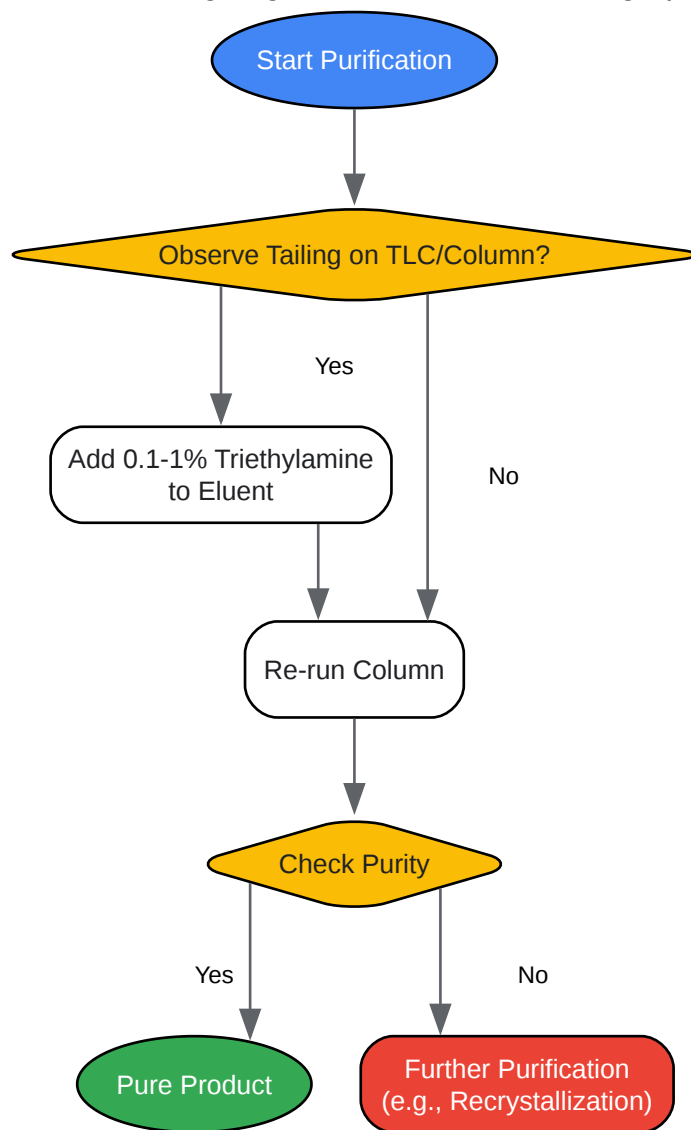 Start Purification
Observe Tailing on TLC/Column?
Yes
Add 0.1-1% Triethylamine
to Eluent
No
Re-run Column
Check Purity
Yes
No
Pure Product
Further Purification
(e.g., Recrystallization)